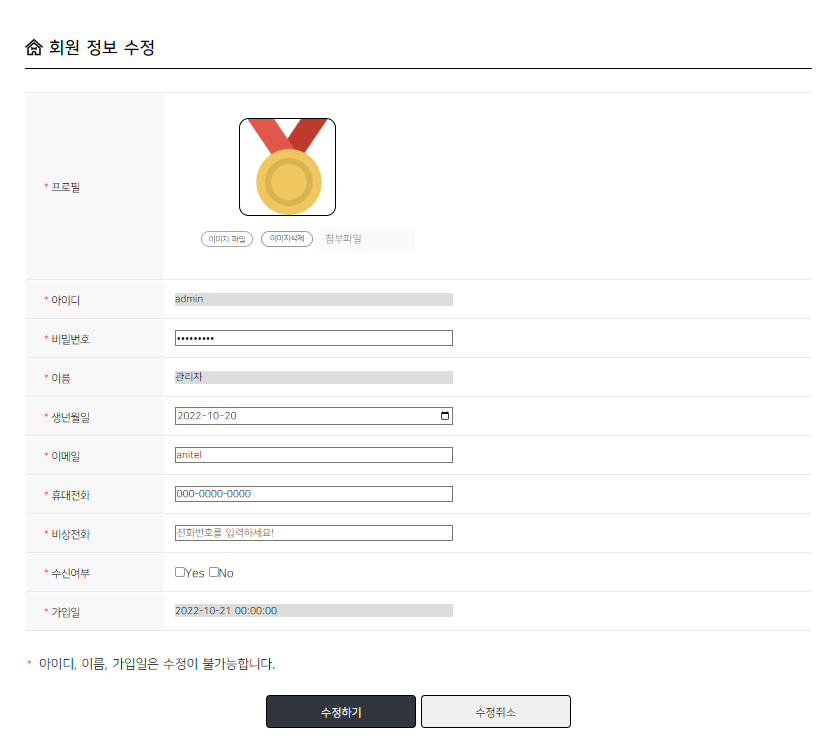 회원 정보 수정
* 프로필
이미지 파일 이미지삭제 첨부파일
* 아이디 admin
* 비밀번호 •••••••••
* 이름 관리자
* 생년월일 2022-10-20
* 이메일 anitel
* 휴대전화 000-0000-0000
* 비상전화 전화번호를 입력하세요!
* 수신여부 Yes No
* 가입일 2022-10-21 00:00:00
* 아이디, 이름, 가입일은 수정이 불가능합니다.
수정하기 수정취소